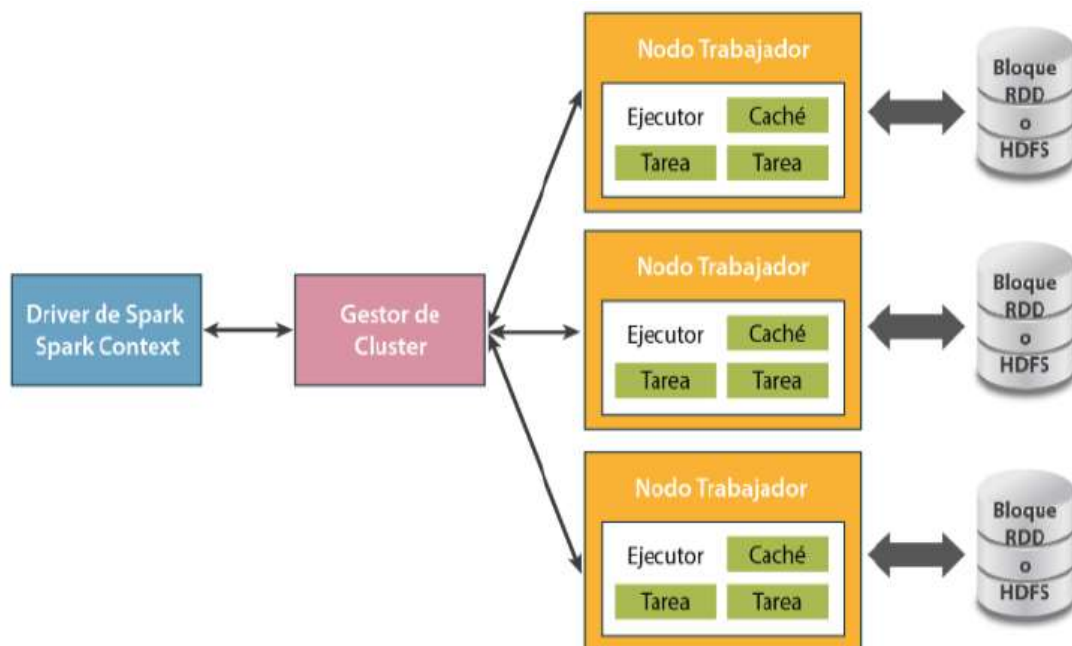 Nodo Trabajador
Ejecutor
Caché
Tarea
Tarea
Bloque
RDD
o
HDFS
Driver de Spark
Spark Context
Gestor de
Cluster
Nodo Trabajador
Ejecutor
Caché
Tarea
Tarea
Bloque
RDD
o
HDFS
Nodo Trabajador
Ejecutor
Caché
Tarea
Tarea
Bloque
RDD
o
HDFS